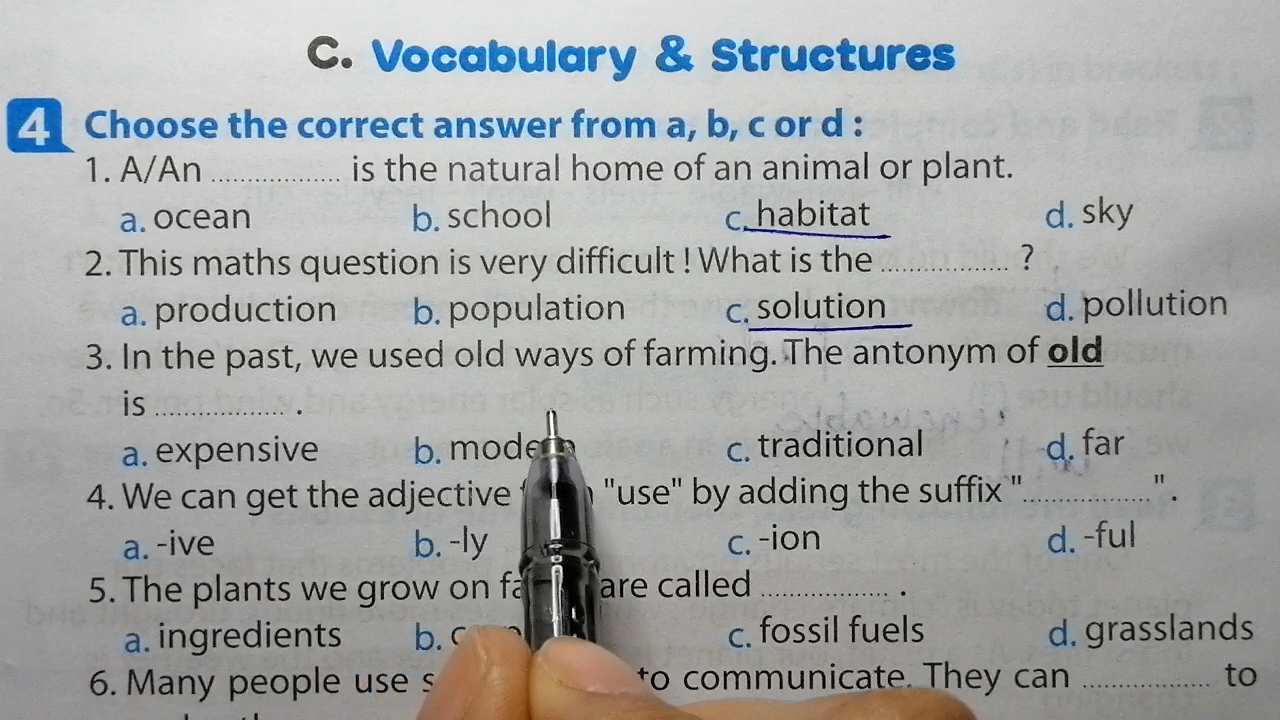 C. Vocabulary & Structures
4 Choose the correct answer from a, b, c or d :
1. A/An .................. is the natural home of an animal or plant.
a. ocean b. school c. habitat d. sky
2. This maths question is very difficult ! What is the .................. ?
a. production b. population c. solution d. pollution
3. In the past, we used old ways of farming. The antonym of old
is .................. .
a. expensive b. modern c. traditional d. far
4. We can get the adjective "use" by adding the suffix ".................." .
a. -ive b. -ly c. -ion d. -ful
5. The plants we grow on are called .................. .
a. ingredients b. c. fossil fuels d. grasslands
6. Many people use to communicate. They can .................. to